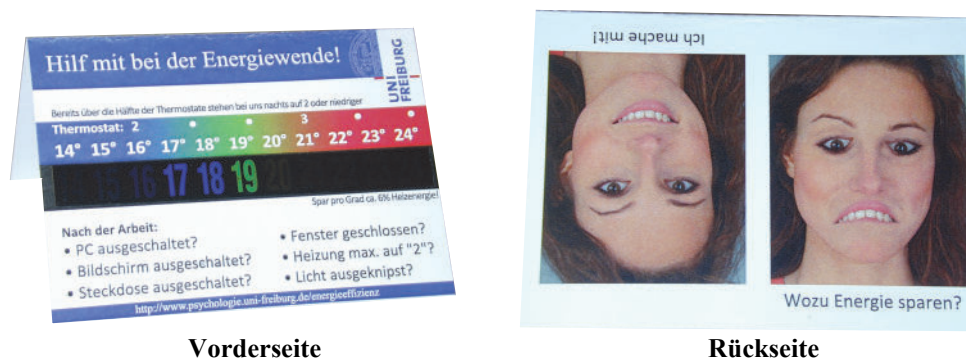 Hilf mit bei der Energiewende!
UNI
FREIBURG
Bereits über die Hälfte der Thermostate stehen bei uns nachts auf 2 oder niedriger
Thermostat: 2 3
14° 15° 16° 17° 18° 19° 20° 21° 22° 23° 24°
15 16 17 18 19 20
Spar pro Grad ca. 6% Heizenergie!
Nach der Arbeit:
• PC ausgeschaltet?
• Bildschirm ausgeschaltet?
• Steckdose ausgeschaltet?
• Fenster geschlossen?
• Heizung max. auf "2"?
• Licht ausgeknipst?
http://www.psychologie.uni-freiburg.de/energieeffizienz
Vorderseite
Ich mache mit!
Wozu Energie sparen?
Rückseite